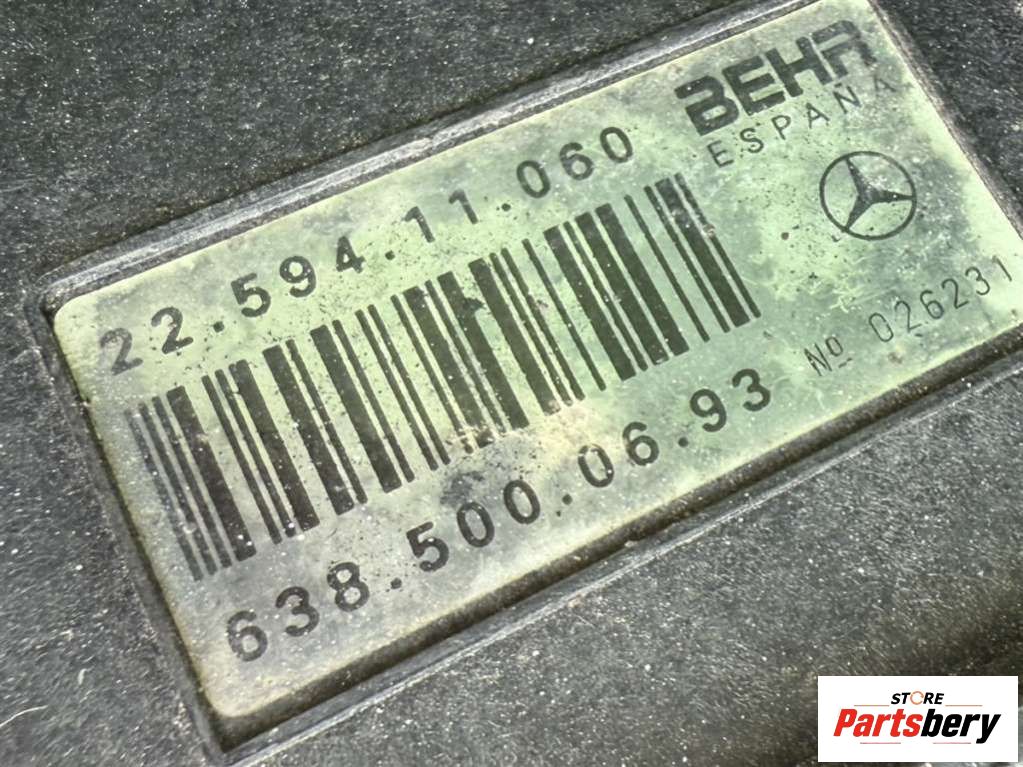 BEHR
ESPAÑA
22.594.11.060
Nº 026231
638.500.06.93
STORE
Partsbery